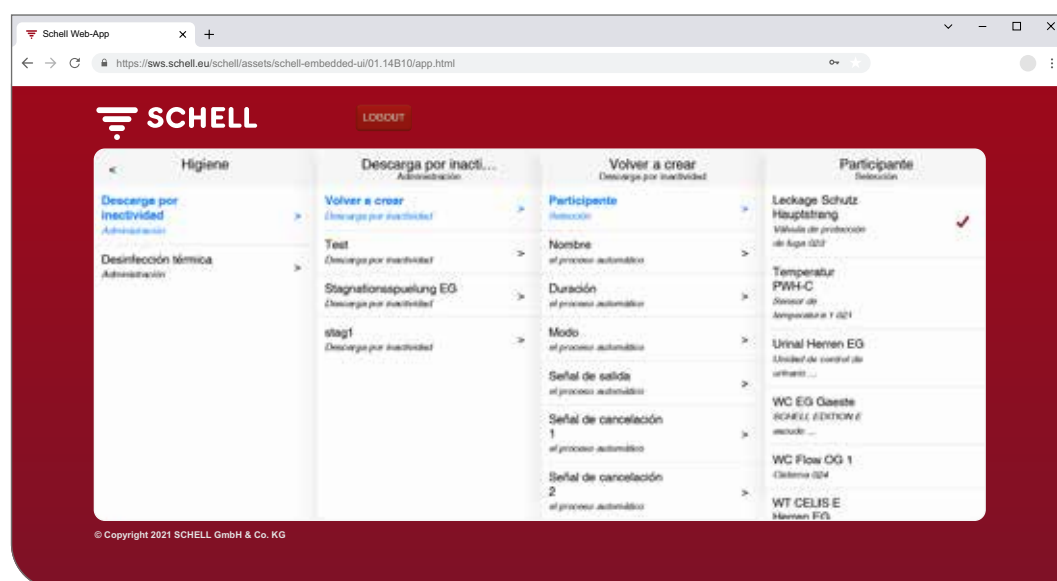 Schell Web-App
https://sws.schell.eu/schell/assets/schell-embedded-ui/01.14B10/app.html
SCHELL
LOGOUT
< Higiene
Descarga por
inactividad >
Administración
Desinfección térmica >
Administración
Descarga por inacti...
Administración
Volver a crear >
Descarga por inactividad
Test >
Descarga por inactividad
Stagnationsspuelung EG >
Descarga por inactividad
stag1 >
Descarga por inactividad
Volver a crear
Descarga por inactividad
Participante >
Selección
Nombre >
el proceso automático
Duración >
el proceso automático
Modo >
el proceso automático
Señal de salida >
el proceso automático
Señal de cancelación
1 >
el proceso automático
Señal de cancelación
2 >
el proceso automático
Participante
Selección
Leckage Schutz
Hauptstrang
Válvula de protección
de fuga 023
Temperatur
PWH-C
Sensor de
temperatura 1 021
Urinal Herren EG
Unidad de control de
urinario ...
WC EG Gaeste
SCHELL EDITION E
escudo ...
WC Flow OG 1
Cisterna 024
WT CELIS E
Herren EG
© Copyright 2021 SCHELL GmbH & Co. KG